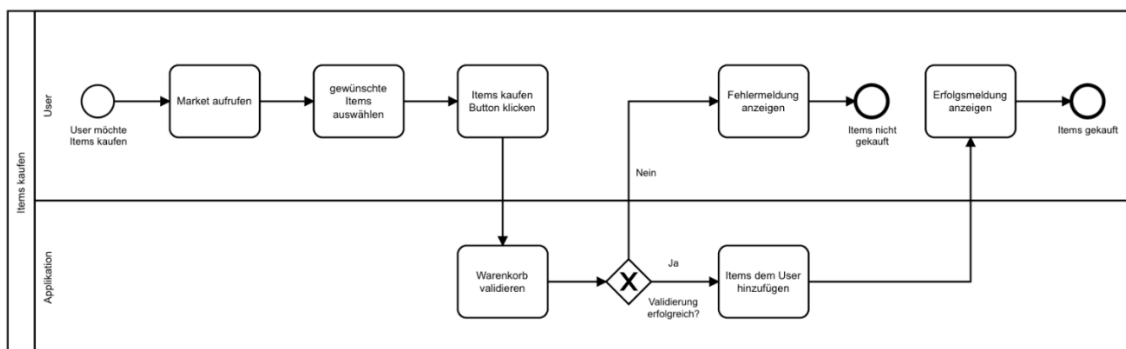 Items kaufen
User
User möchte
Items kaufen
Market aufrufen
gewünschte
Items
auswählen
Items kaufen
Button klicken
Fehlermeldung
anzeigen
Items nicht
gekauft
Erfolgsmeldung
anzeigen
Items gekauft
Nein
Applikation
Warenkorb
validieren
Ja
Validierung
erfolgreich?
Items dem User
hinzufügen